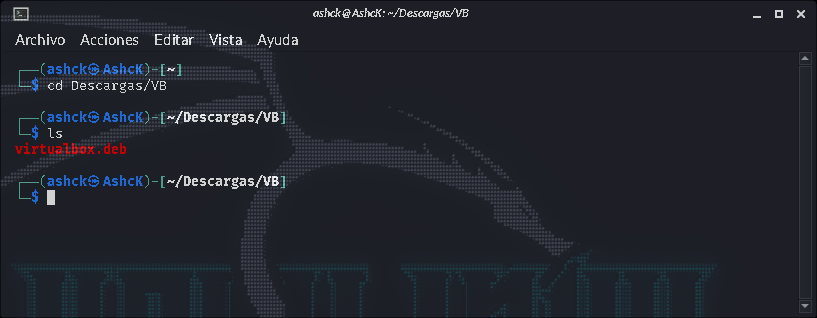 ashck@AshcK: ~/Descargas/VB
Archivo Acciones Editar Vista Ayuda
┌──(ashck㉿AshcK)-[~]
└─$ cd Descargas/VB
┌──(ashck㉿AshcK)-[~/Descargas/VB]
└─$ ls
virtualbox.deb
┌──(ashck㉿AshcK)-[~/Descargas/VB]
└─$